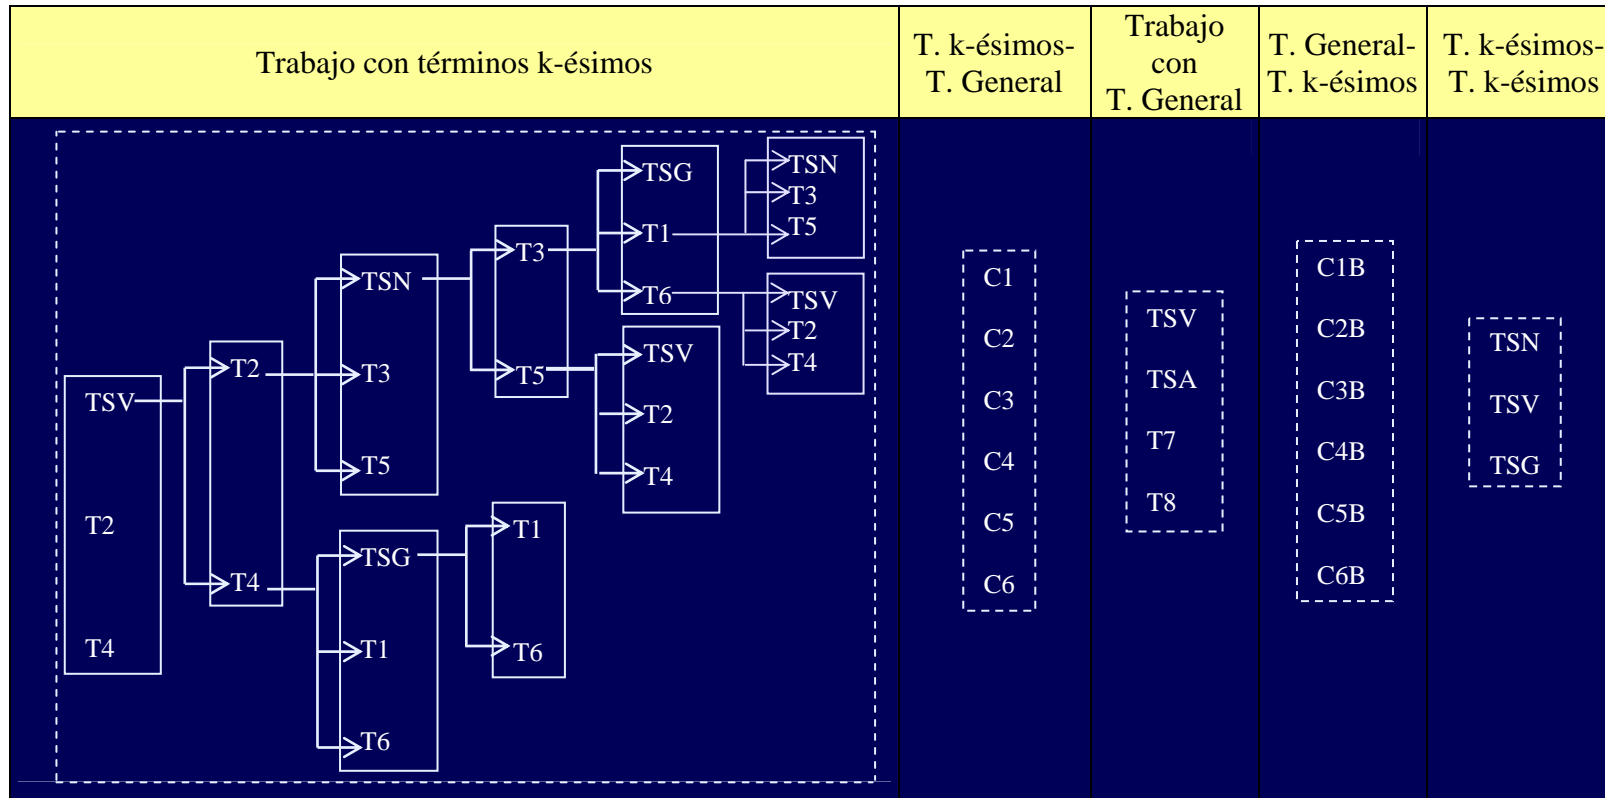 Trabajo con términos k-ésimos
T. k-ésimos-
T. General
Trabajo
con
T. General
T. General-
T. k-ésimos
T. k-ésimos-
T. k-ésimos
TSV
T2
T4
T2
T4
TSN
T3
T5
TSG
T1
T6
T3
T5
T1
T6
TSG
T1
T6
TSV
T2
T4
TSN
T3
T5
TSV
T2
T4
C1
C2
C3
C4
C5
C6
TSV
TSA
T7
T8
C1B
C2B
C3B
C4B
C5B
C6B
TSN
TSV
TSG